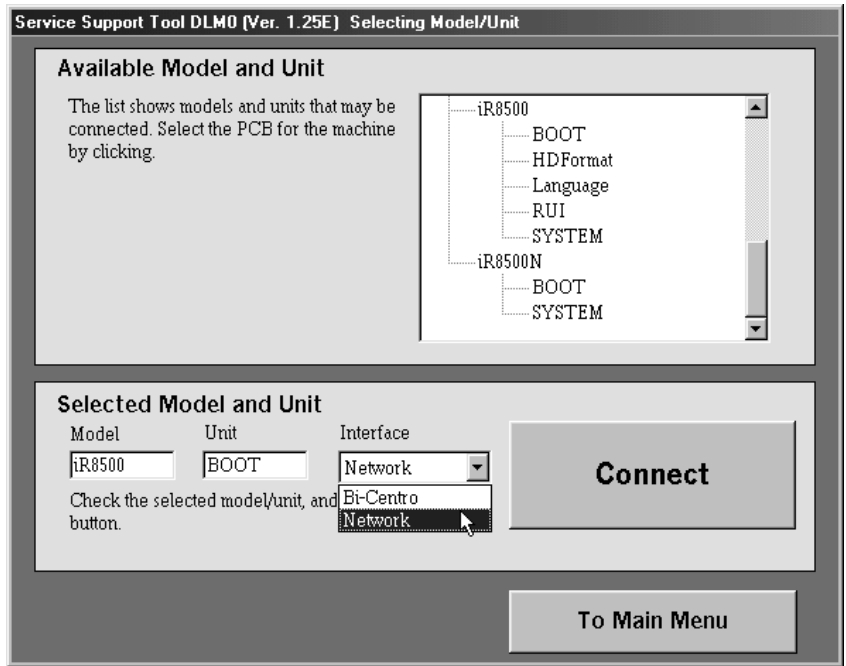 Service Support Tool DLM0 (Ver. 1.25E) Selecting Model/Unit
Available Model and Unit
The list shows models and units that may be
connected. Select the PCB for the machine
by clicking.
iR8500
BOOT
HDFormat
Language
RUI
SYSTEM
iR8500N
BOOT
SYSTEM
Selected Model and Unit
Model Unit Interface
iR8500 BOOT Network
Check the selected model/unit, and
button.
Bi-Centro
Network
Connect
To Main Menu